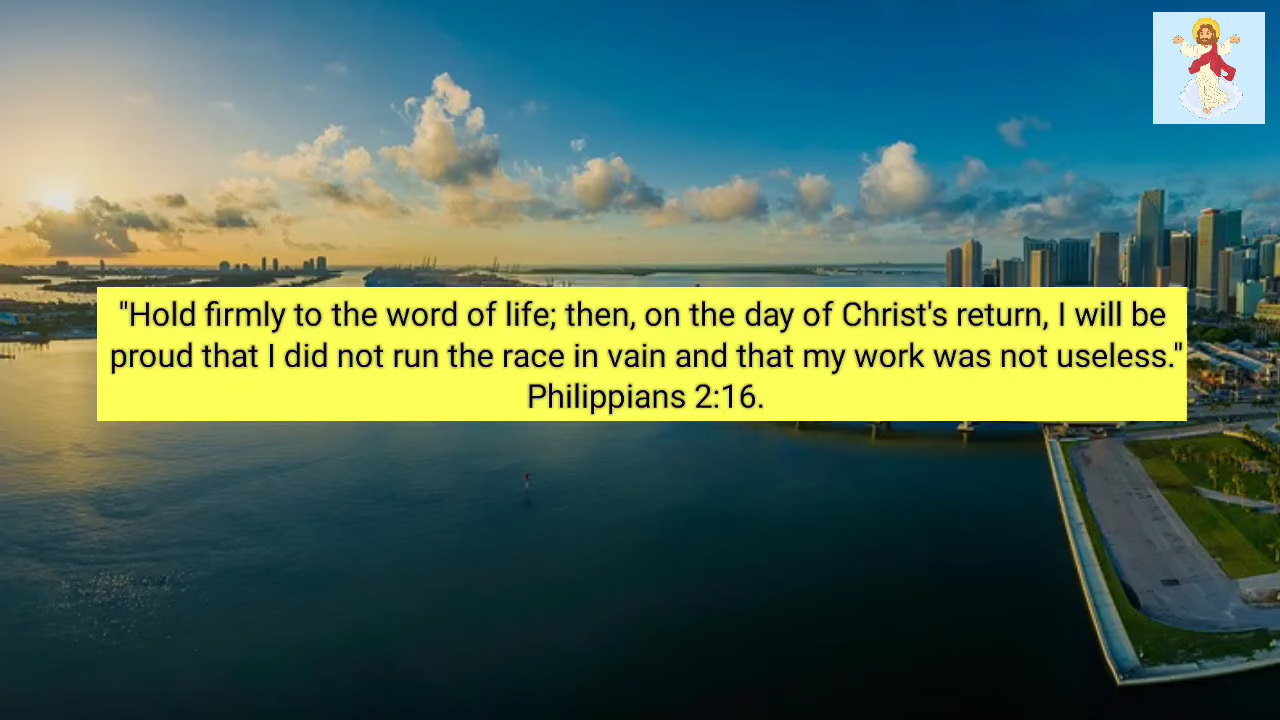 "Hold firmly to the word of life; then, on the day of Christ's return, I will be
proud that I did not run the race in vain and that my work was not useless."
Philippians 2:16.